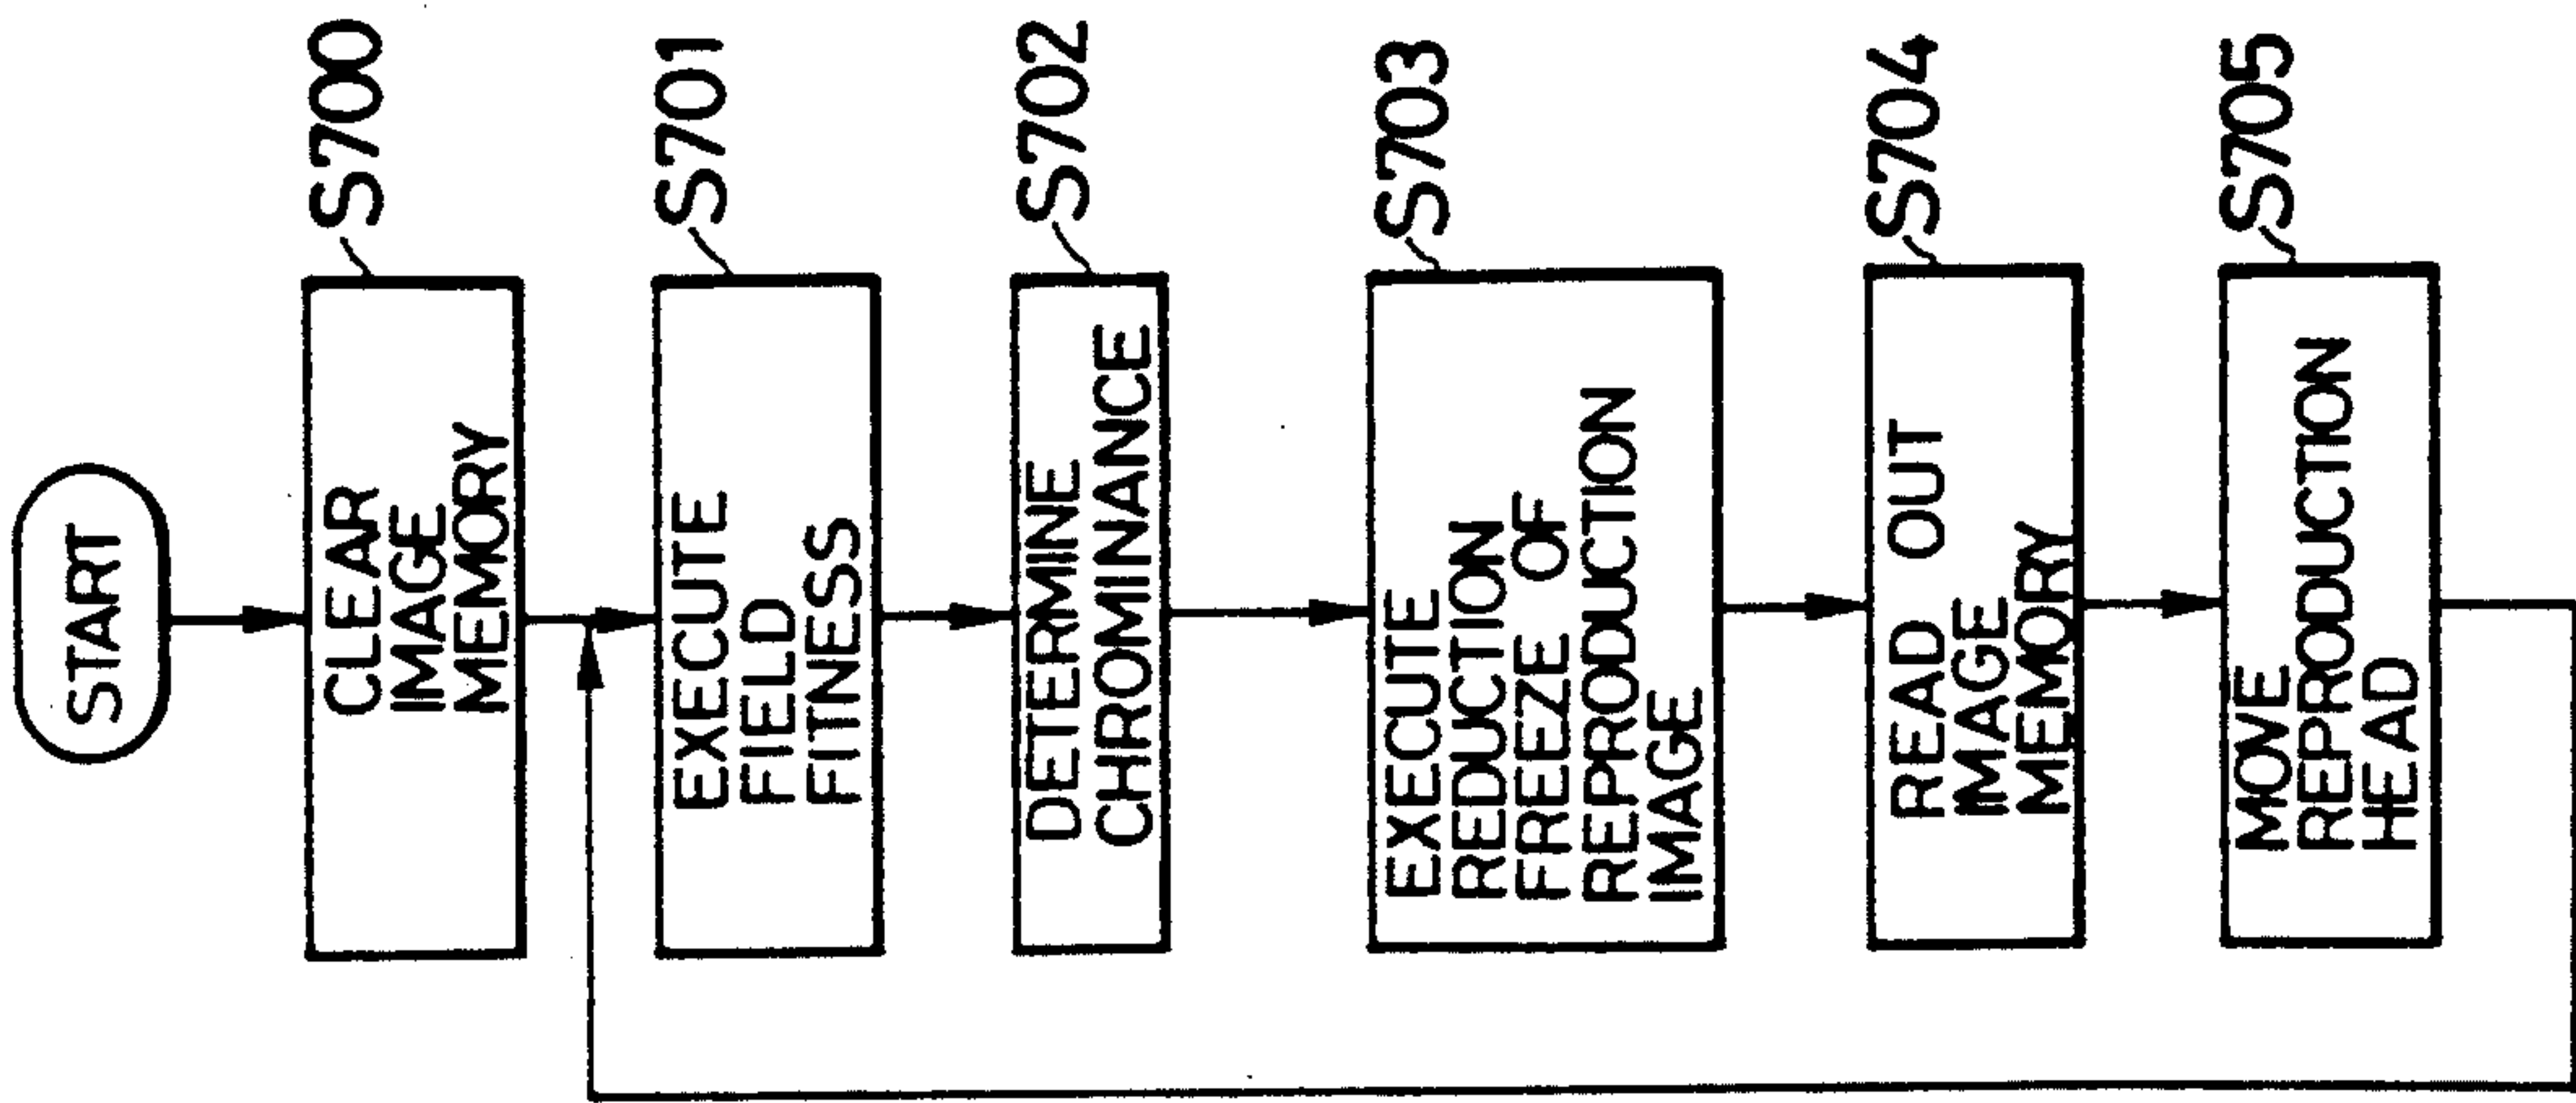 START
CLEAR
IMAGE
MEMORY
S700
EXECUTE
FIELD
FITNESS
S701
DETERMINE
CHROMINANCE
S702
EXECUTE
REDUCTION
FREEZE OF
REPRODUCTION
IMAGE
S703
READ OUT
IMAGE
MEMORY
S704
MOVE
REPRODUCTION
HEAD
S705